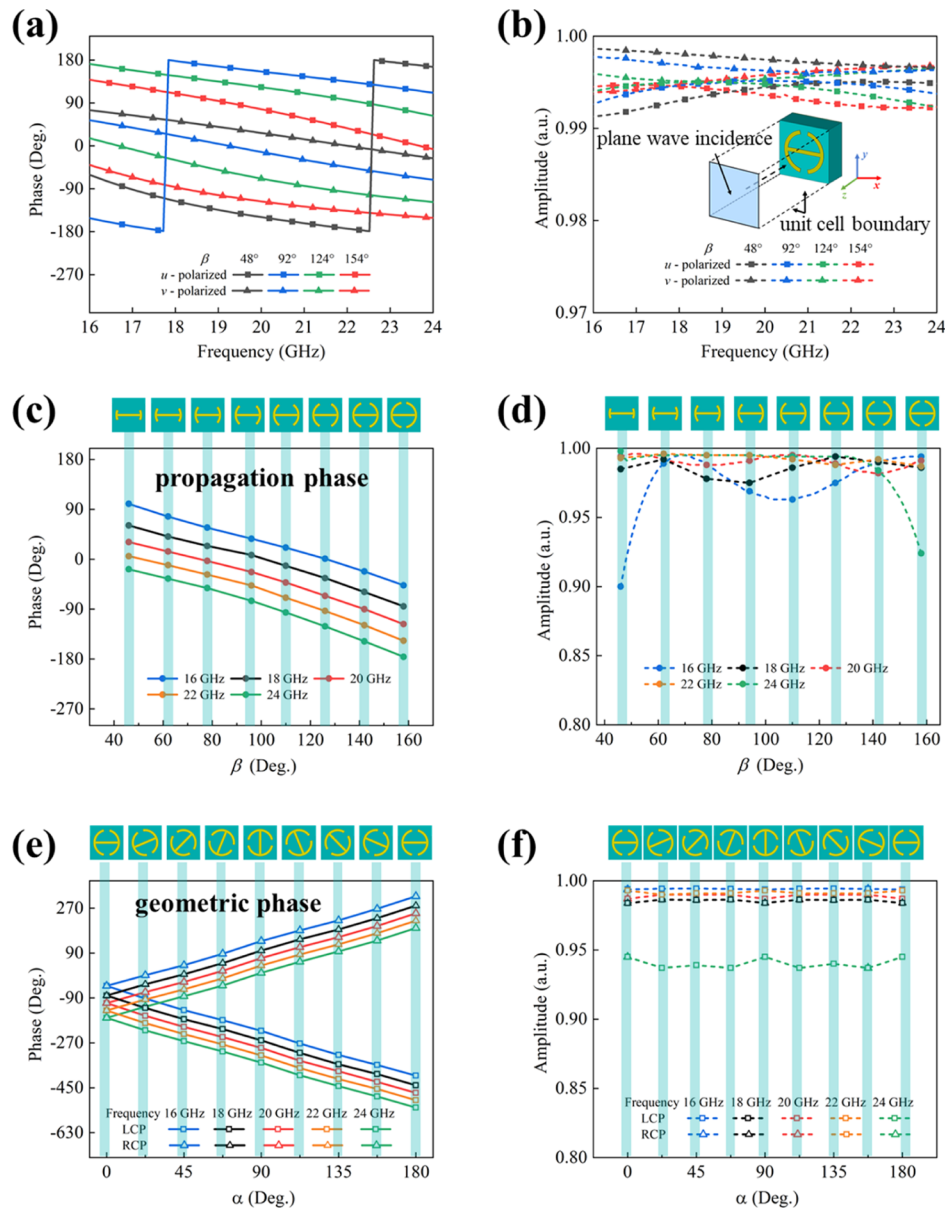 (a)
180
90
0
-90
-180
-270
Phase (Deg.)
β 48° 92° 124° 154°
u - polarized
v - polarized
16 17 18 19 20 21 22 23 24
Frequency (GHz)
(b)
1.00
0.99
0.98
0.97
Amplitude (a.u.)
plane wave incidence
y
x
z
unit cell boundary
β 48° 92° 124° 154°
u - polarized
v - polarized
16 17 18 19 20 21 22 23 24
Frequency (GHz)
(c)
180
90
0
-90
-180
-270
Phase (Deg.)
propagation phase
16 GHz 18 GHz 20 GHz
22 GHz 24 GHz
40 60 80 100 120 140 160
β (Deg.)
(d)
1.00
0.95
0.90
0.85
0.80
Amplitude (a.u.)
16 GHz 18 GHz 20 GHz
22 GHz 24 GHz
40 60 80 100 120 140 160
β (Deg.)
(e)
270
90
-90
-270
-450
-630
Phase (Deg.)
geometric phase
Frequency 16 GHz 18 GHz 20 GHz 22 GHz 24 GHz
LCP
RCP
0 45 90 135 180
α (Deg.)
(f)
1.00
0.95
0.90
0.85
0.80
Amplitude (a.u.)
Frequency 16 GHz 18 GHz 20 GHz 22 GHz 24 GHz
LCP
RCP
0 45 90 135 180
α (Deg.)